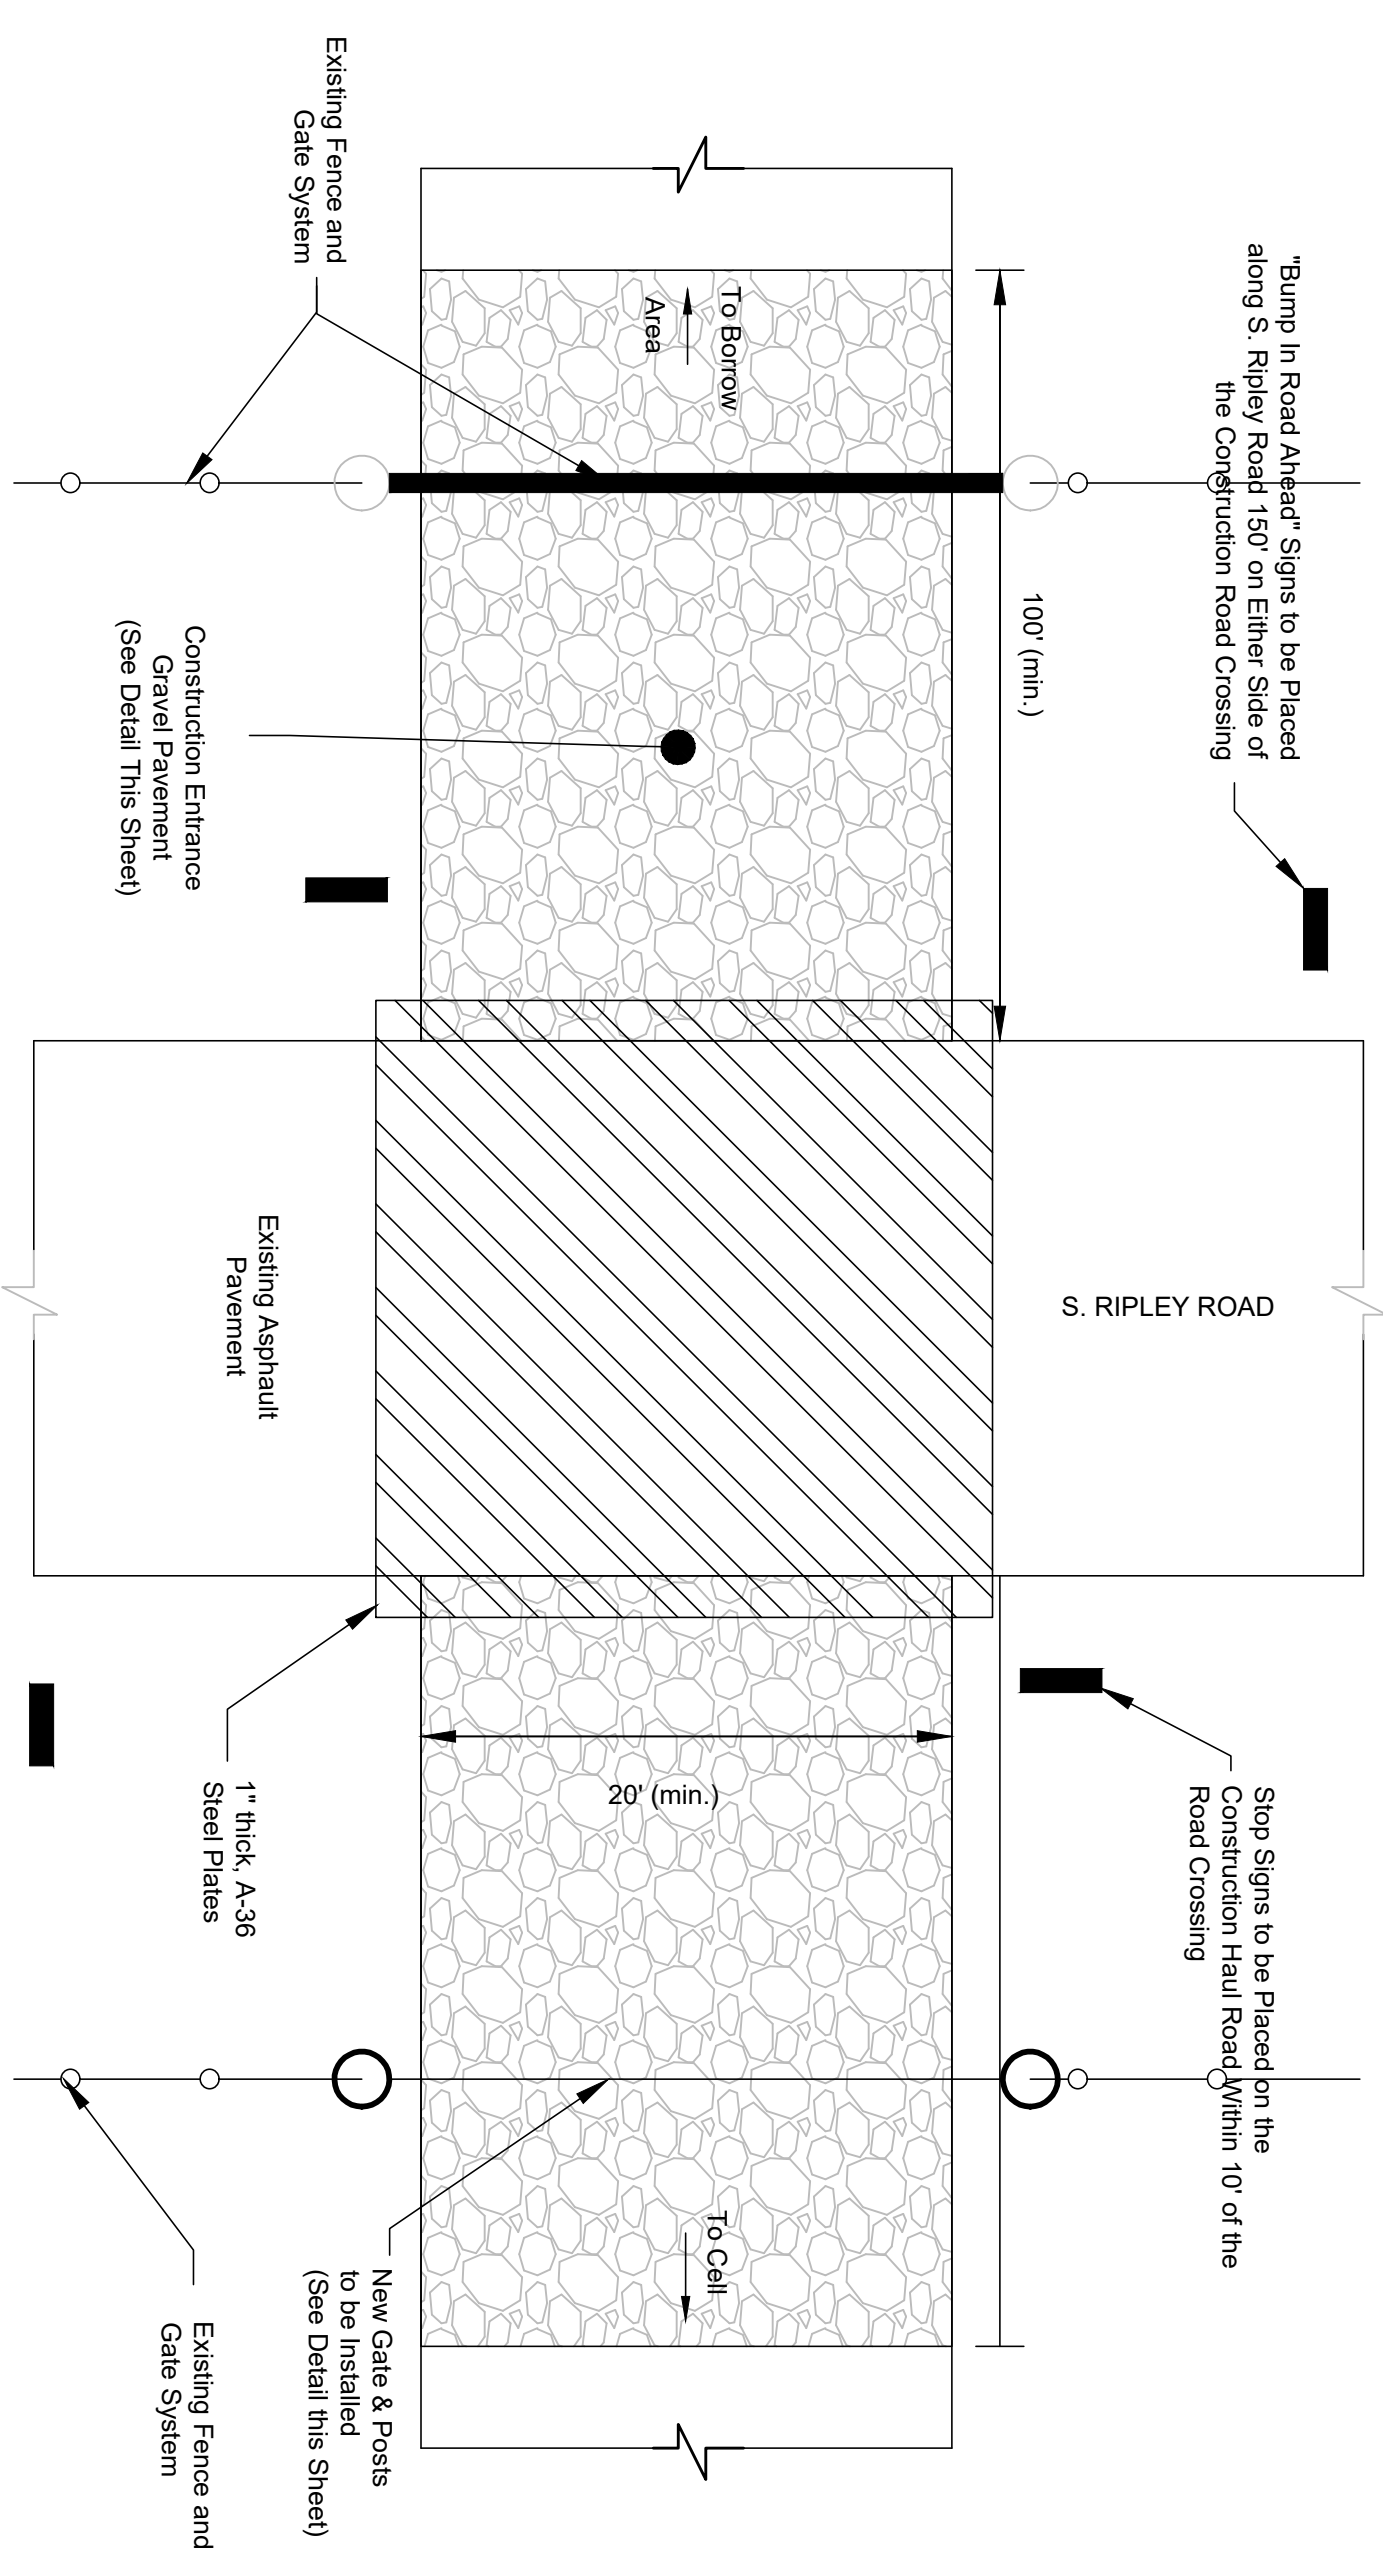 "Bump In Road Ahead" Signs to be Placed
along S. Ripley Road 150' on Either Side of
the Construction Road Crossing
Stop Signs to be Placed on the
Construction Haul Road Within 10' of the
Road Crossing
100' (min.)
S. RIPLEY ROAD
To Borrow
Area
20' (min.)
To Cell
Existing Fence and
Gate System
Construction Entrance
Gravel Pavement
(See Detail This Sheet)
Existing Asphault
Pavement
1" thick, A-36
Steel Plates
New Gate & Posts
to be Installed
(See Detail this Sheet)
Existing Fence and
Gate System